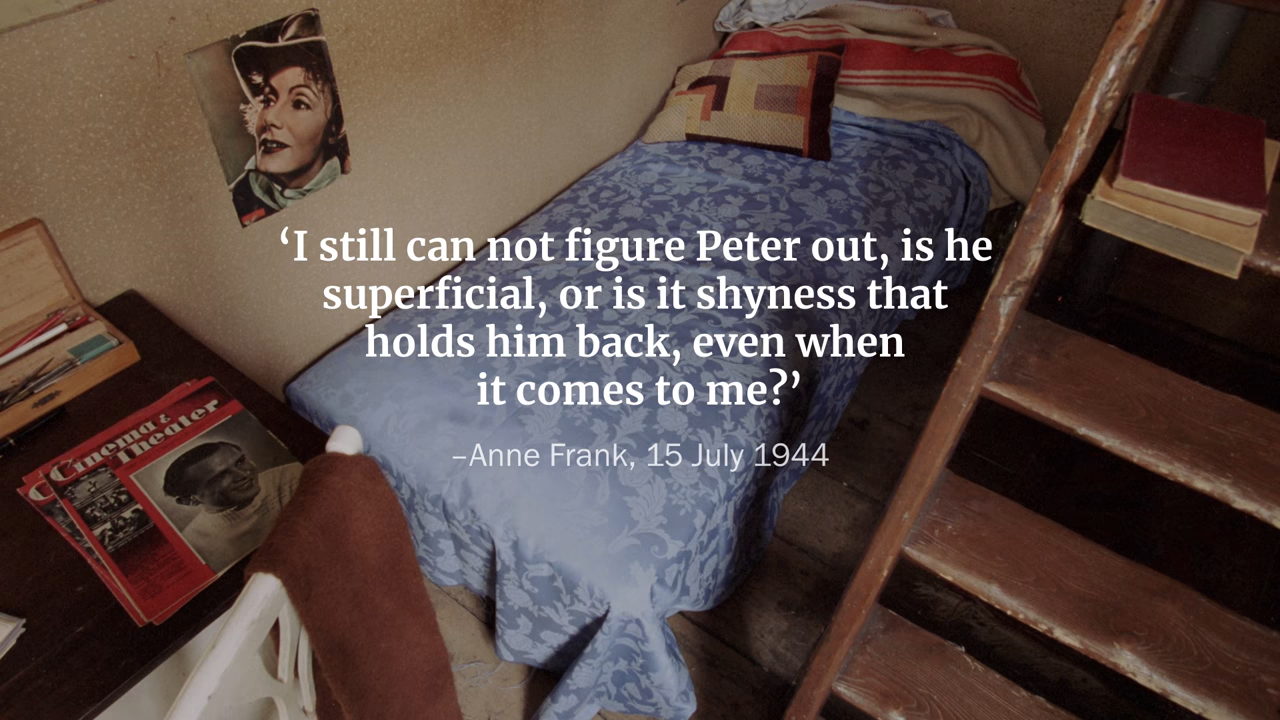 ‘I still can not figure Peter out, is he
superficial, or is it shyness that
holds him back, even when
it comes to me?’
–Anne Frank, 15 July 1944
Cinema &
Theater